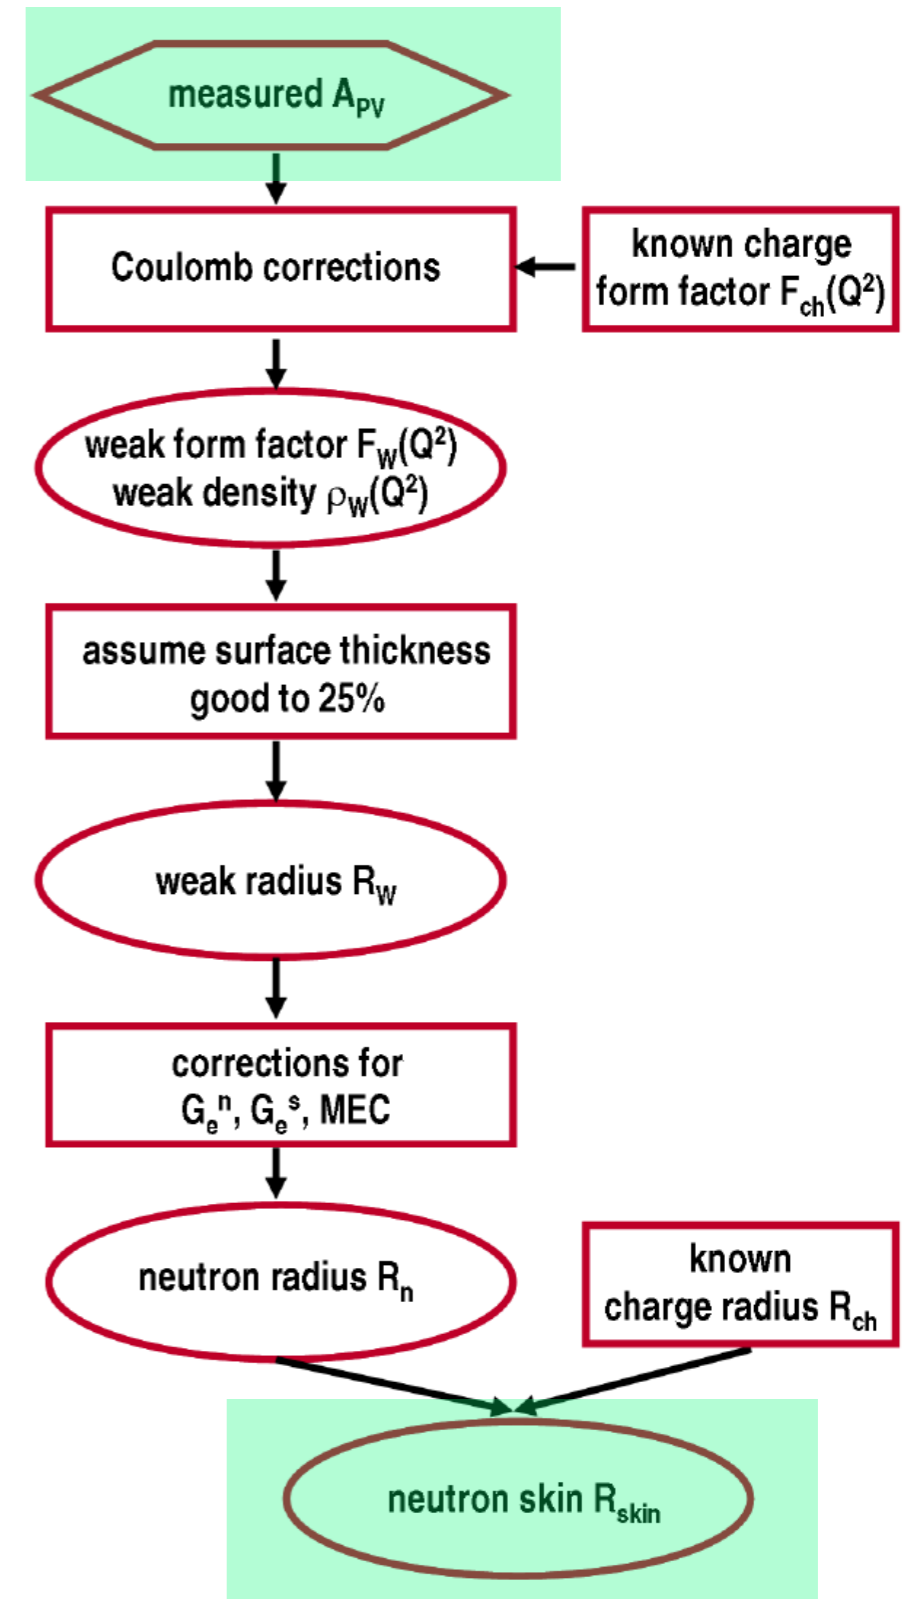 measured A_PV
Coulomb corrections
known charge
form factor F_ch(Q²)
weak form factor F_W(Q²)
weak density ρ_W(Q²)
assume surface thickness
good to 25%
weak radius R_W
corrections for
G_e^n, G_e^s, MEC
neutron radius R_n
known
charge radius R_ch
neutron skin R_skin